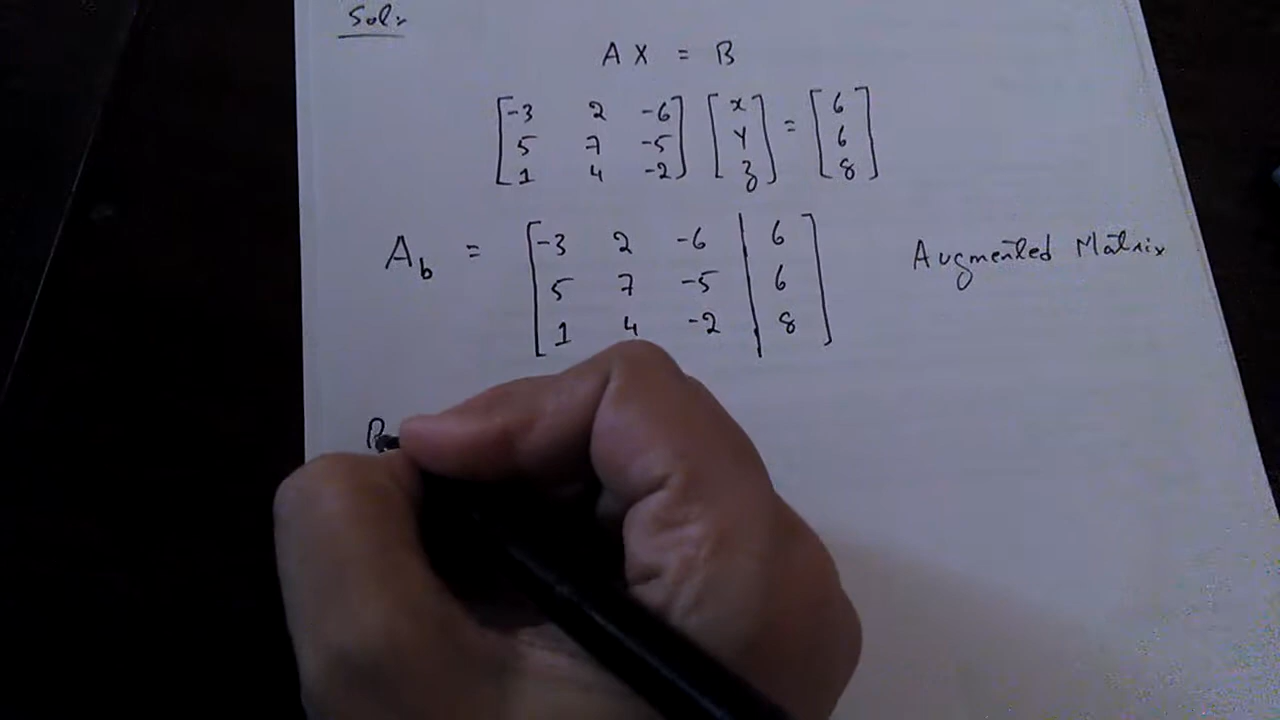 Sol:
A X = B
[-3 2 -6] [x] = [6]
[5 7 -5] [y] [6]
[1 4 -2] [z] [8]
A_b = [-3 2 -6 | 6] Augmented Matrix
[5 7 -5 | 6]
[1 4 -2 | 8]